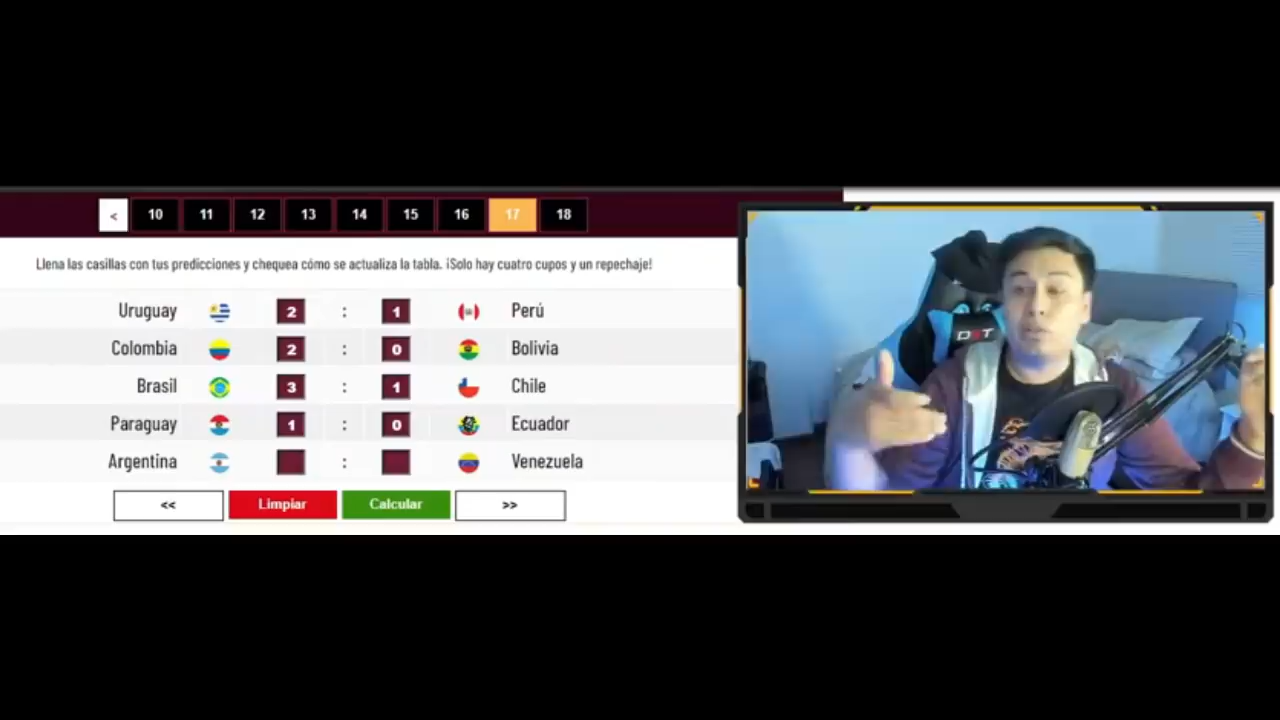 < 10 11 12 13 14 15 16 17 18
Llena las casillas con tus predicciones y chequea cómo se actualiza la tabla. ¡Solo hay cuatro cupos y un repechaje!
Uruguay 2 : 1 Perú
Colombia 2 : 0 Bolivia
Brasil 3 : 1 Chile
Paraguay 1 : 0 Ecuador
Argentina : Venezuela
<< Limpiar Calcular >>